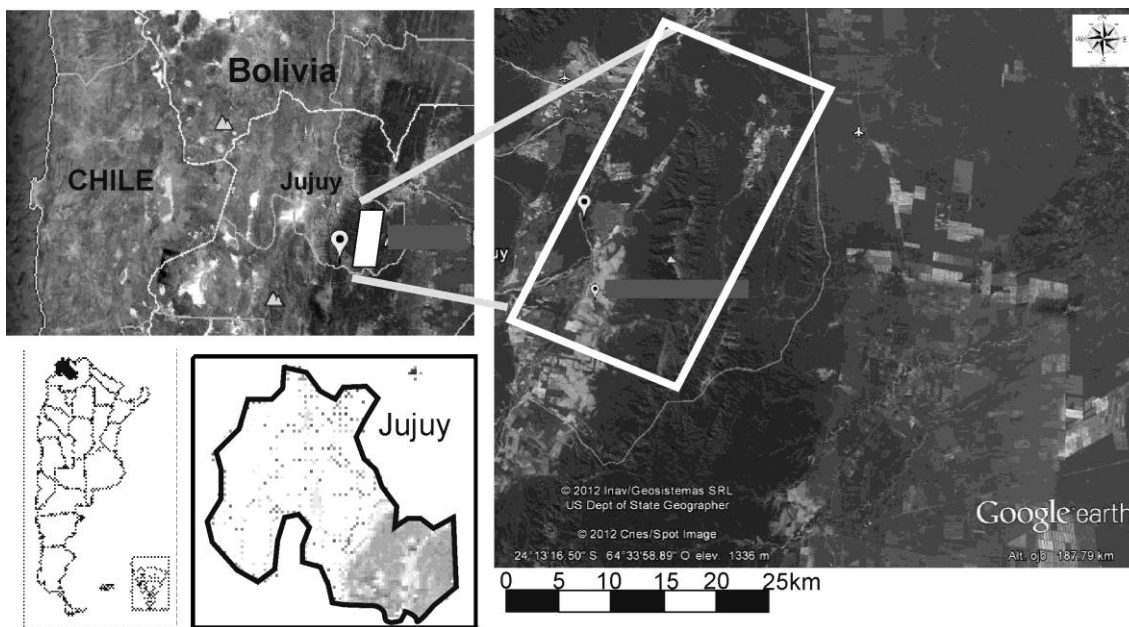 Bolivia
CHILE
Jujuy
uy
© 2012 Inav/Geosistemas SRL
US Dept of State Geographer
© 2012 Cnes/Spot Image
Google earth
24°13'16.50" S 64°33'58.89" O elev. 1336 m
Alt. ojo 187.79 km
Jujuy
0 5 10 15 20 25km